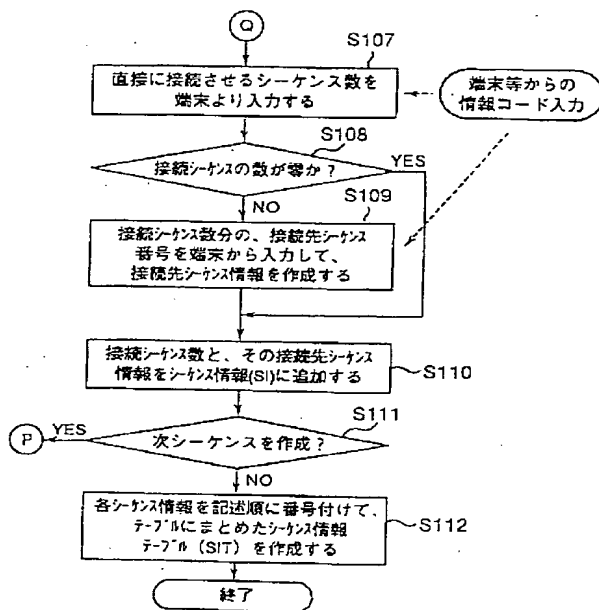 Q
S107
直接に接続させるシーケンス数を
端末より入力する
端末等からの
情報コード入力
S108
接続ｼｰｹﾝｽの数が零か？
YES
NO
S109
接続ｼｰｹﾝｽ数分の、接続先ｼｰｹﾝｽ
番号を端末から入力して、
接続先ｼｰｹﾝｽ情報を作成する
接続ｼｰｹﾝｽ数と、その接続先ｼｰｹﾝｽ
情報をｼｰｹﾝｽ情報(SI)に追加する
S110
S111
P
YES
次シーケンスを作成？
NO
各ｼｰｹﾝｽ情報を記述順に番号付けて、
ﾃｰﾌﾞﾙにまとめたｼｰｹﾝｽ情報
ﾃｰﾌﾞﾙ（SIT）を作成する
S112
終了